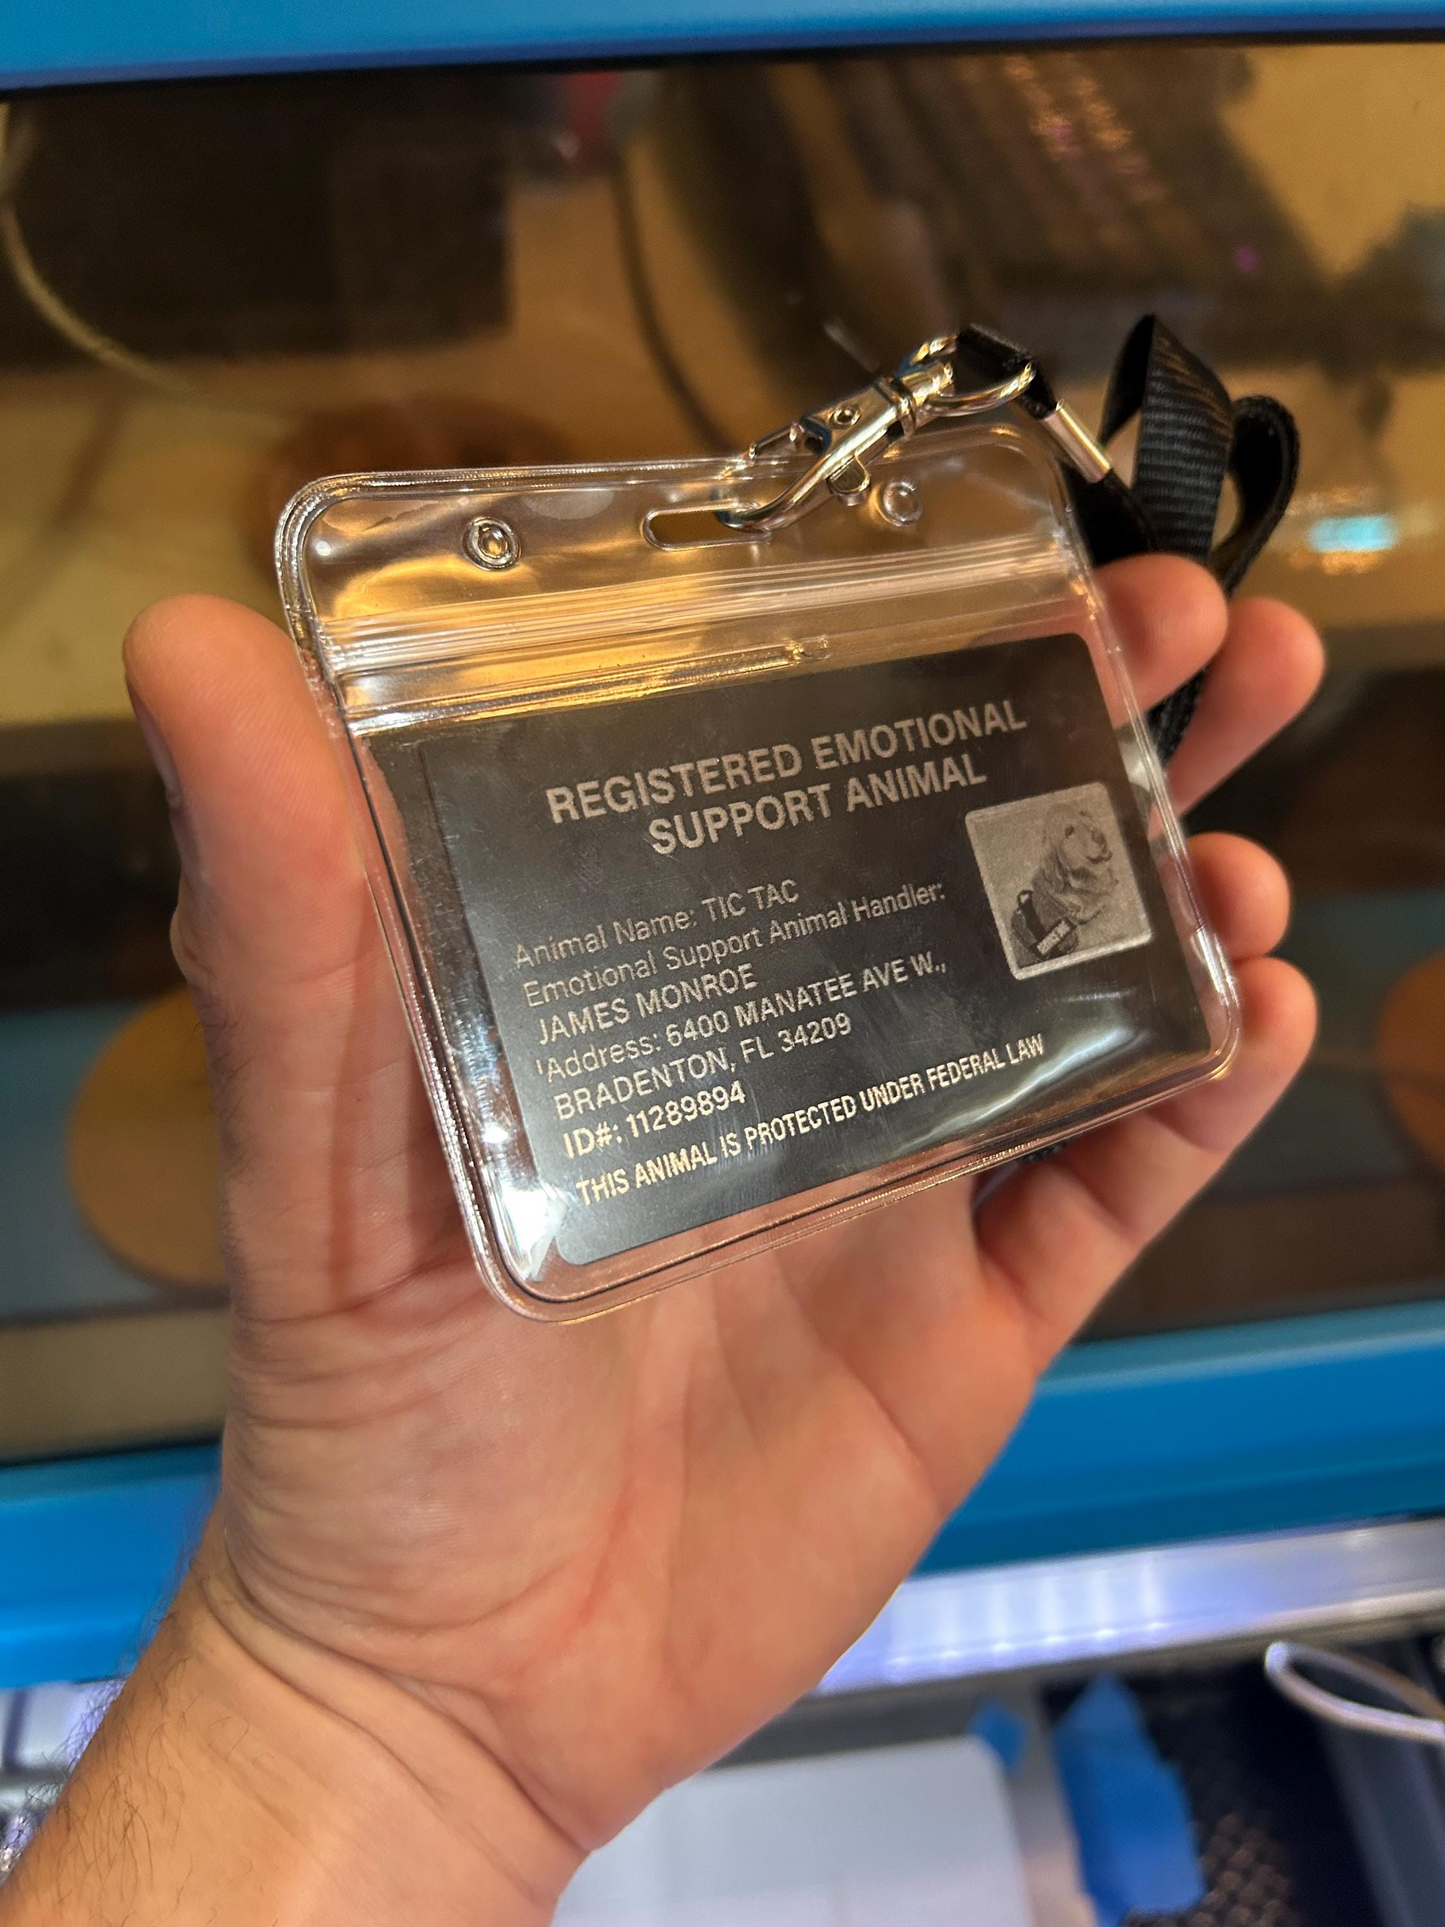 REGISTERED EMOTIONAL
SUPPORT ANIMAL
Animal Name: TIC TAC
Emotional Support Animal Handler:
JAMES MONROE
Address: 6400 MANATEE AVE W.,
BRADENTON, FL 34209
ID#: 11289894
THIS ANIMAL IS PROTECTED UNDER FEDERAL LAW